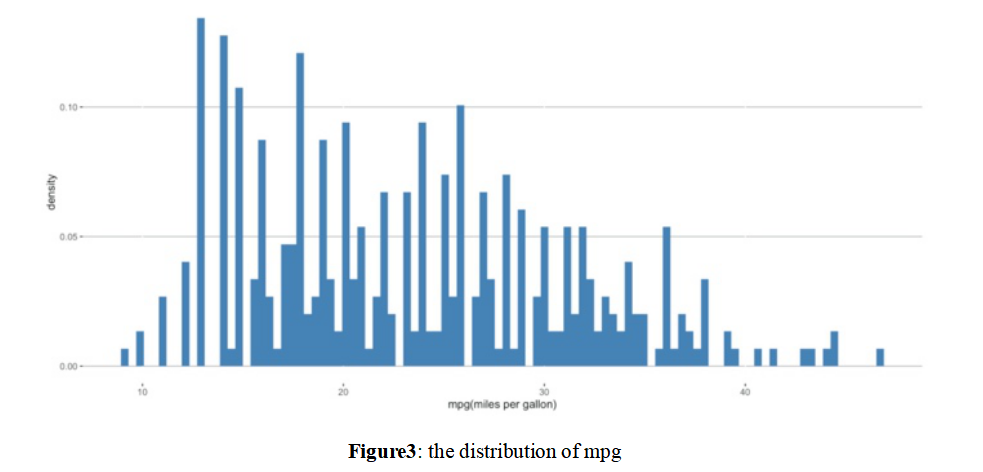 0.10
density
0.05
0.00
10 20 30 40
mpg(miles per gallon)
Figure3: the distribution of mpg